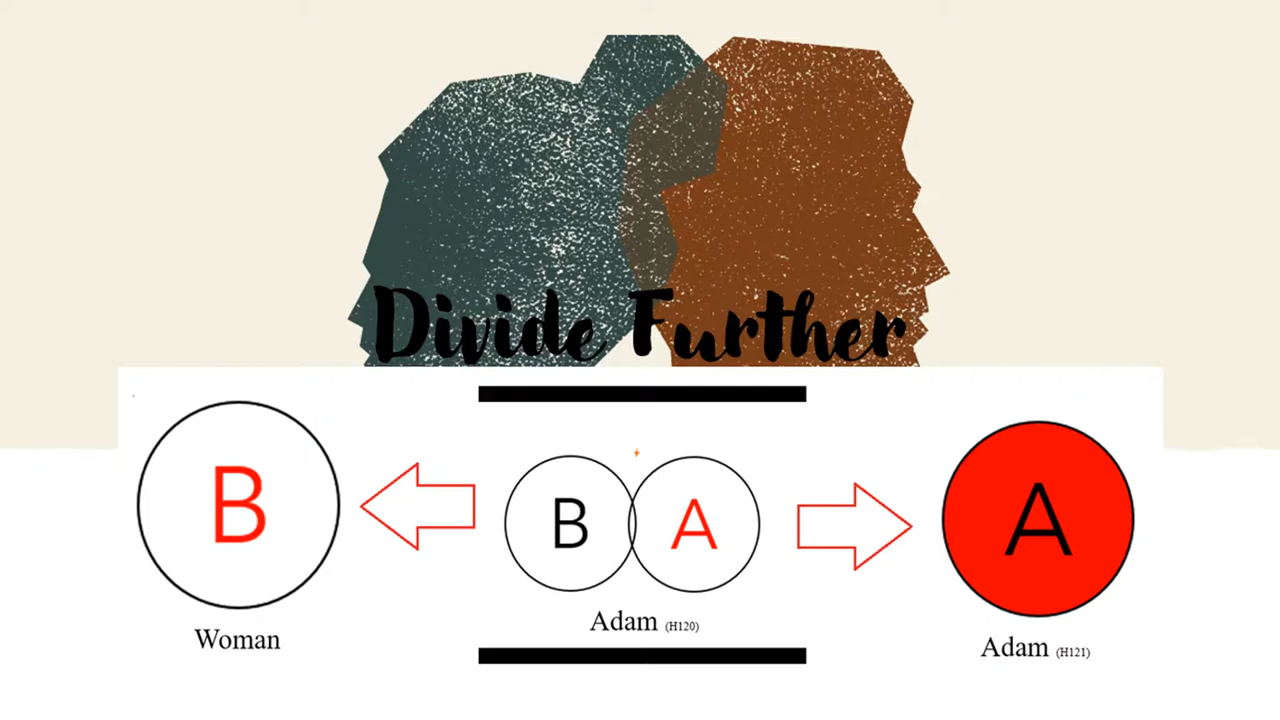 Divide Further
B
B A
A
Woman
Adam (H120)
Adam (H121)